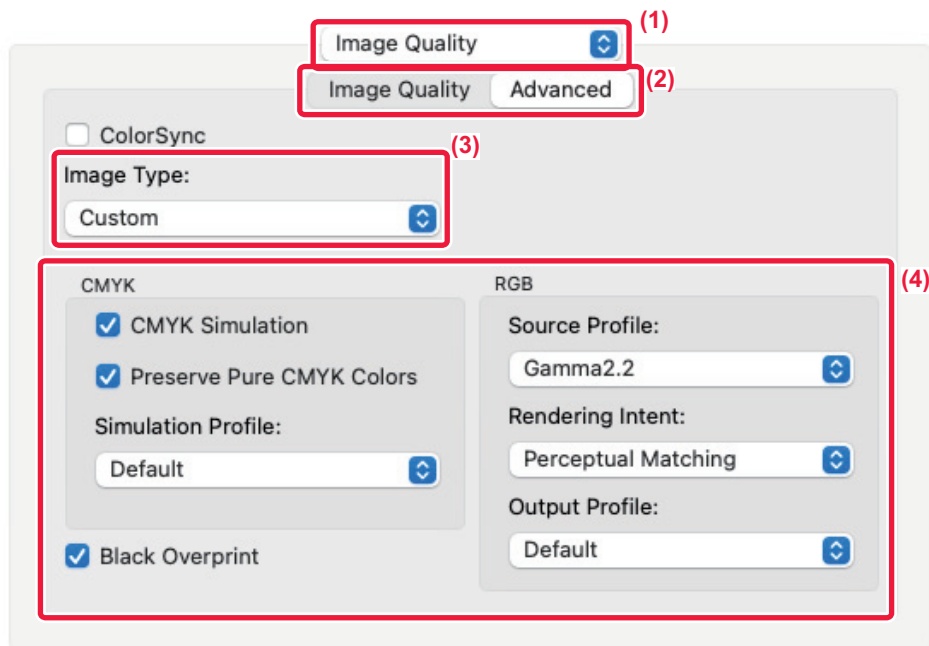 Image Quality
(1)
Image Quality
Advanced
(2)
ColorSync
(3)
Image Type:
Custom
(4)
CMYK
CMYK Simulation
Preserve Pure CMYK Colors
Simulation Profile:
Default
Black Overprint
RGB
Source Profile:
Gamma2.2
Rendering Intent:
Perceptual Matching
Output Profile:
Default